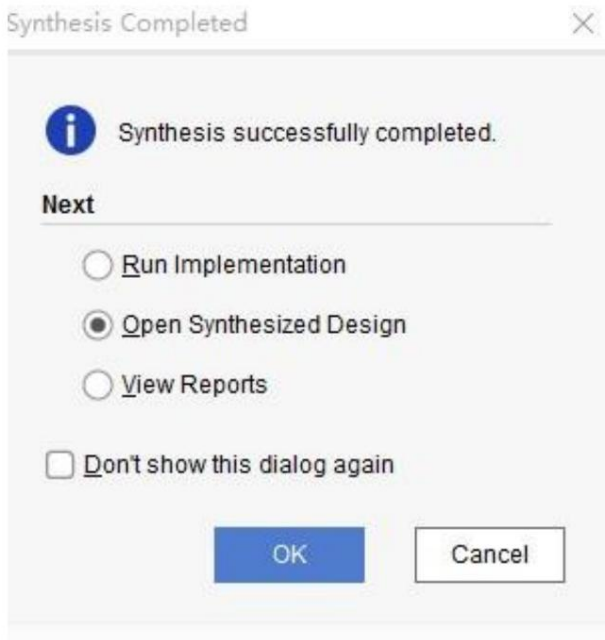 Synthesis Completed
Synthesis successfully completed.
Next
Run Implementation
Open Synthesized Design
View Reports
Don't show this dialog again
OK
Cancel